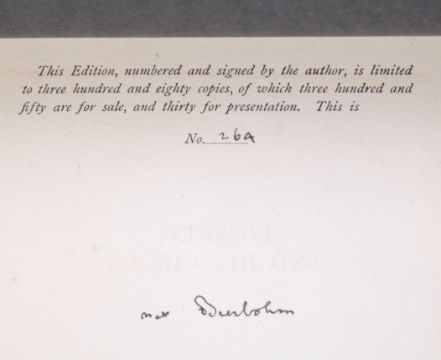 This Edition, numbered and signed by the author, is limited
to three hundred and eighty copies, of which three hundred and
fifty are for sale, and thirty for presentation. This is
No. 264
max Beerbohm